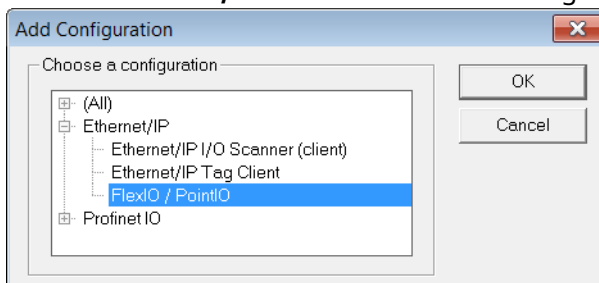 Add Configuration
Choose a configuration
OK
(All)
Ethernet/IP
Cancel
Ethernet/IP I/O Scanner (client)
Ethernet/IP Tag Client
FlexIO / PointIO
Profinet IO